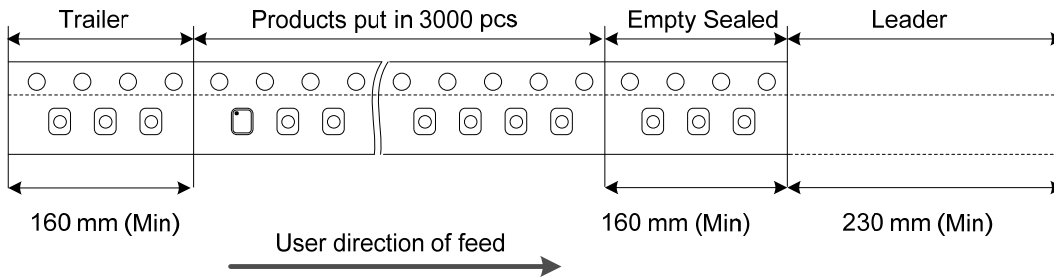 Trailer Products put in 3000 pcs Empty Sealed Leader
160 mm (Min) 160 mm (Min) 230 mm (Min)
User direction of feed